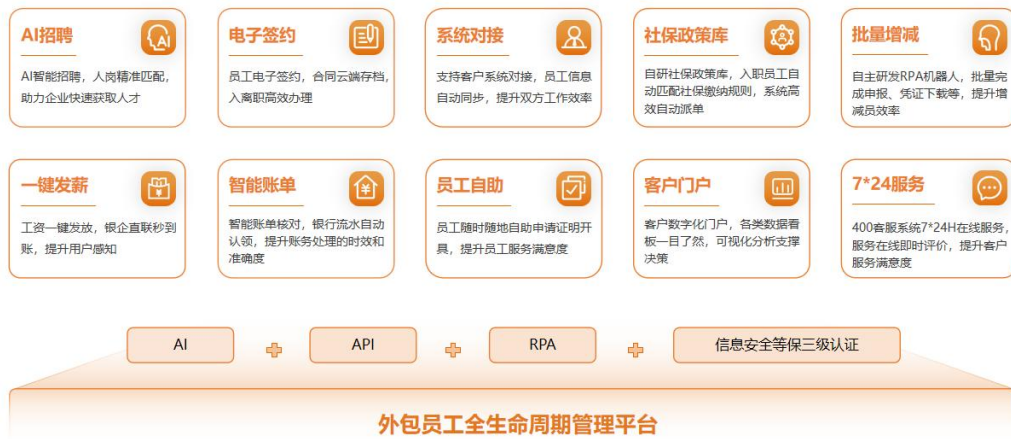 AI招聘
AI智能招聘，人岗精准匹配，
助力企业快速获取人才
电子签约
员工电子签约，合同云端存档，
入离职高效办理
系统对接
支持客户系统对接，员工信息
自动同步，提升双方工作效率
社保政策库
自研社保政策库，入职员工自
动匹配社保缴纳规则，系统高
效自动派单
批量增减
自主研发RPA机器人，批量完
成申报、凭证下载等，提升增
减员效率
一键发薪
工资一键发放，银企直联秒到
账，提升用户感知
智能账单
智能账单核对，银行流水自动
认领，提升账务处理的时效和
准确度
员工自助
员工随时随地自助申请证明开
具，提升员工服务满意度
客户门户
客户数字化门户，各类数据看
板一目了然，可视化分析支撑
决策
7*24服务
400客服系统7*24H在线服务，
服务在线即时评价，提升客户
服务满意度
AI
API
RPA
信息安全等保三级认证
外包员工全生命周期管理平台